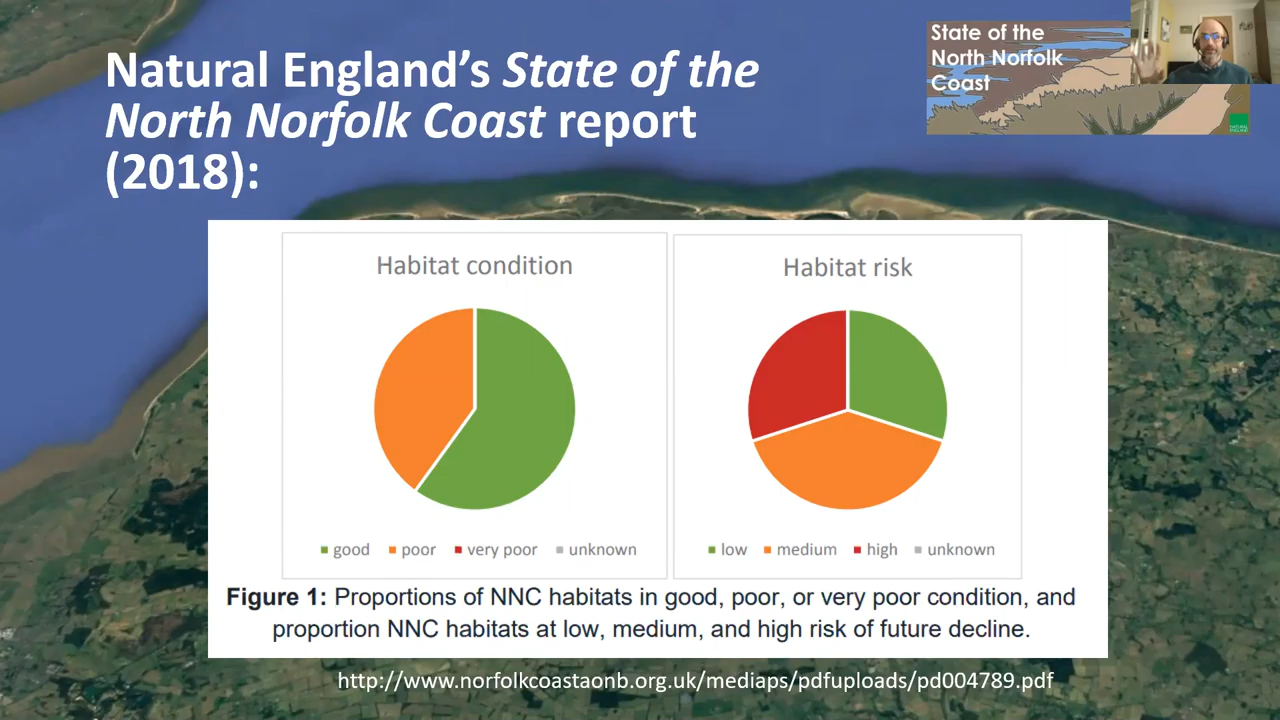 Natural England’s State of the
North Norfolk Coast report
(2018):
State of the
North Norfolk
Coast
NATURAL
ENGLAND
Habitat condition
good poor very poor unknown
Habitat risk
low medium high unknown
Figure 1: Proportions of NNC habitats in good, poor, or very poor condition, and
proportion NNC habitats at low, medium, and high risk of future decline.
http://www.norfolkcoastaonb.org.uk/mediaps/pdfuploads/pd004789.pdf